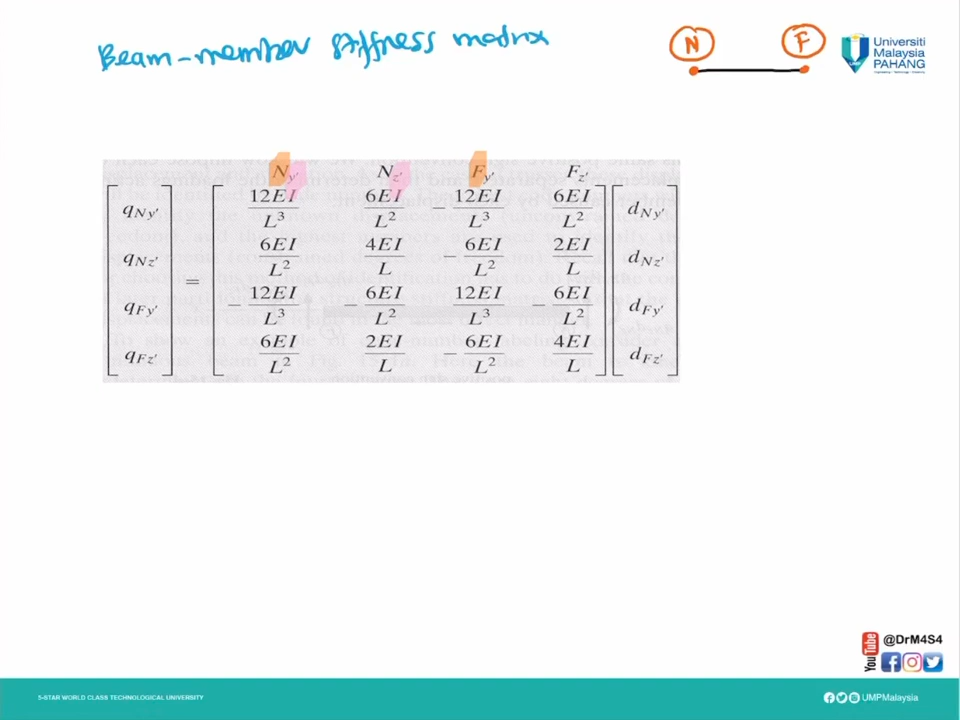 Beam-member stiffness matrix
N F
Universiti
Malaysia
PAHANG
N_y' N_z' F_y' F_z'
q_Ny' 12EI/L^3 6EI/L^2 -12EI/L^3 6EI/L^2 d_Ny'
q_Nz' 6EI/L^2 4EI/L -6EI/L^2 2EI/L d_Nz'
=
q_Fy' -12EI/L^3 -6EI/L^2 12EI/L^3 -6EI/L^2 d_Fy'
q_Fz' 6EI/L^2 2EI/L -6EI/L^2 4EI/L d_Fz'
YouTube @DrM4S4
5-STAR WORLD CLASS TECHNOLOGICAL UNIVERSITY
UMPMalaysia